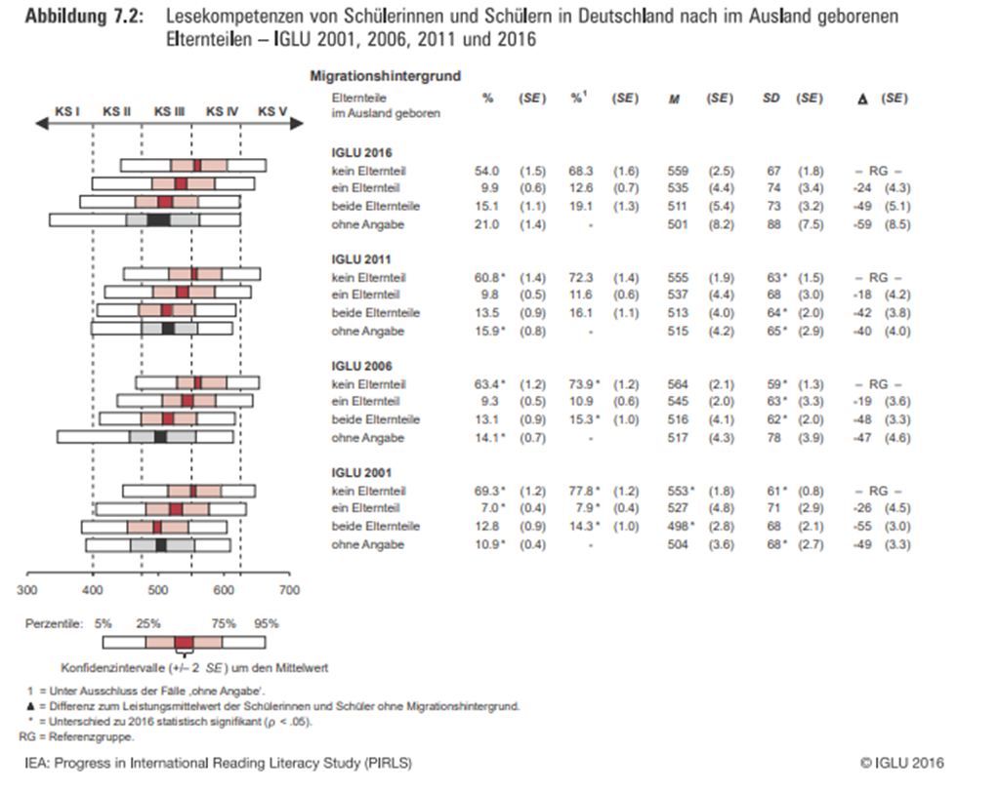 Abbildung 7.2: Lesekompetenzen von Schülerinnen und Schülern in Deutschland nach im Ausland geborenen
Elternteilen – IGLU 2001, 2006, 2011 und 2016
Migrationshintergrund
Elternteile % (SE) %¹ (SE) M (SE) SD (SE) ▲ (SE)
im Ausland geboren
KS I KS II KS III KS IV KS V
IGLU 2016
kein Elternteil 54.0 (1.5) 68.3 (1.6) 559 (2.5) 67 (1.8) – RG –
ein Elternteil 9.9 (0.6) 12.6 (0.7) 535 (4.4) 74 (3.4) -24 (4.3)
beide Elternteile 15.1 (1.1) 19.1 (1.3) 511 (5.4) 73 (3.2) -49 (5.1)
ohne Angabe 21.0 (1.4) - 501 (8.2) 88 (7.5) -59 (8.5)
IGLU 2011
kein Elternteil 60.8* (1.4) 72.3 (1.4) 555 (1.9) 63* (1.5) – RG –
ein Elternteil 9.8 (0.5) 11.6 (0.6) 537 (4.4) 68 (3.0) -18 (4.2)
beide Elternteile 13.5 (0.9) 16.1 (1.1) 513 (4.0) 64* (2.0) -42 (3.8)
ohne Angabe 15.9* (0.8) - 515 (4.2) 65* (2.9) -40 (4.0)
IGLU 2006
kein Elternteil 63.4* (1.2) 73.9* (1.2) 564 (2.1) 59* (1.3) – RG –
ein Elternteil 9.3 (0.5) 10.9 (0.6) 545 (2.0) 63* (3.3) -19 (3.6)
beide Elternteile 13.1 (0.9) 15.3* (1.0) 516 (4.1) 62* (2.0) -48 (3.3)
ohne Angabe 14.1* (0.7) - 517 (4.3) 78 (3.9) -47 (4.6)
IGLU 2001
kein Elternteil 69.3* (1.2) 77.8* (1.2) 553* (1.8) 61* (0.8) – RG –
ein Elternteil 7.0* (0.4) 7.9* (0.4) 527 (4.8) 71 (2.9) -26 (4.5)
beide Elternteile 12.8 (0.9) 14.3* (1.0) 498* (2.8) 68 (2.1) -55 (3.0)
ohne Angabe 10.9* (0.4) - 504 (3.6) 68* (2.7) -49 (3.3)
300 400 500 600 700
Perzentile: 5% 25% 75% 95%
Konfidenzintervalle (+/– 2 SE) um den Mittelwert
1 = Unter Ausschluss der Fälle ‚ohne Angabe'.
▲ = Differenz zum Leistungsmittelwert der Schülerinnen und Schüler ohne Migrationshintergrund.
* = Unterschied zu 2016 statistisch signifikant (p < .05).
RG = Referenzgruppe.
IEA: Progress in International Reading Literacy Study (PIRLS) © IGLU 2016